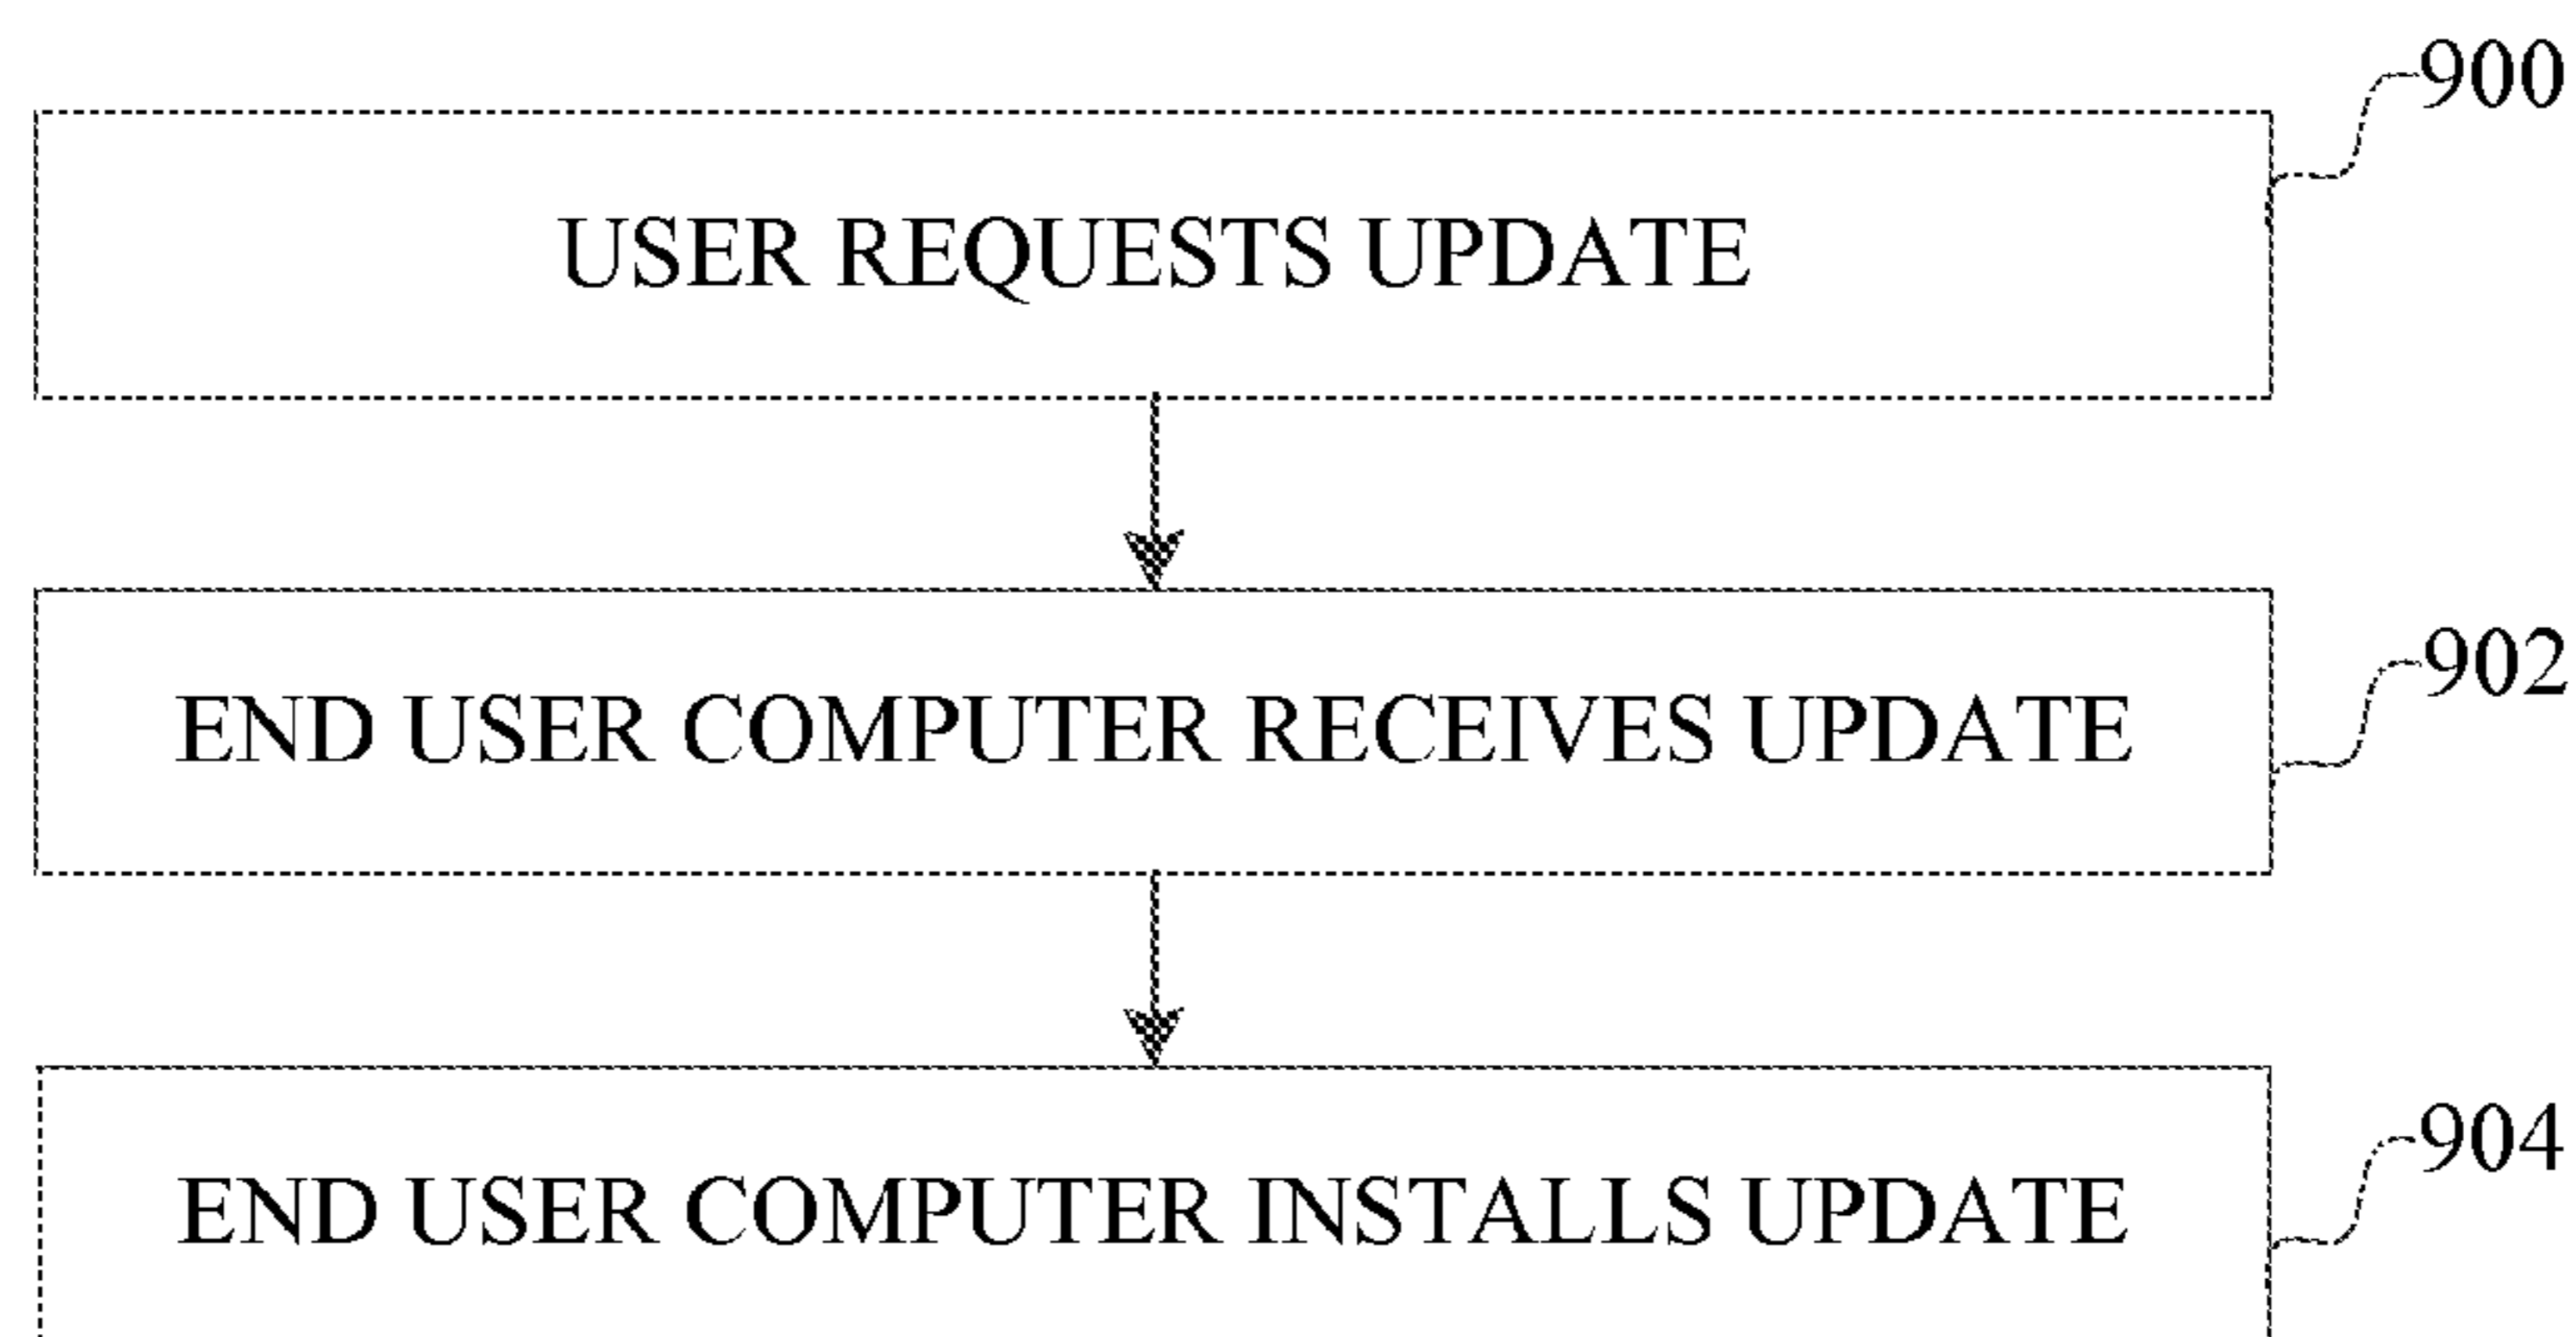 900
USER REQUESTS UPDATE
902
END USER COMPUTER RECEIVES UPDATE
904
END USER COMPUTER INSTALLS UPDATE